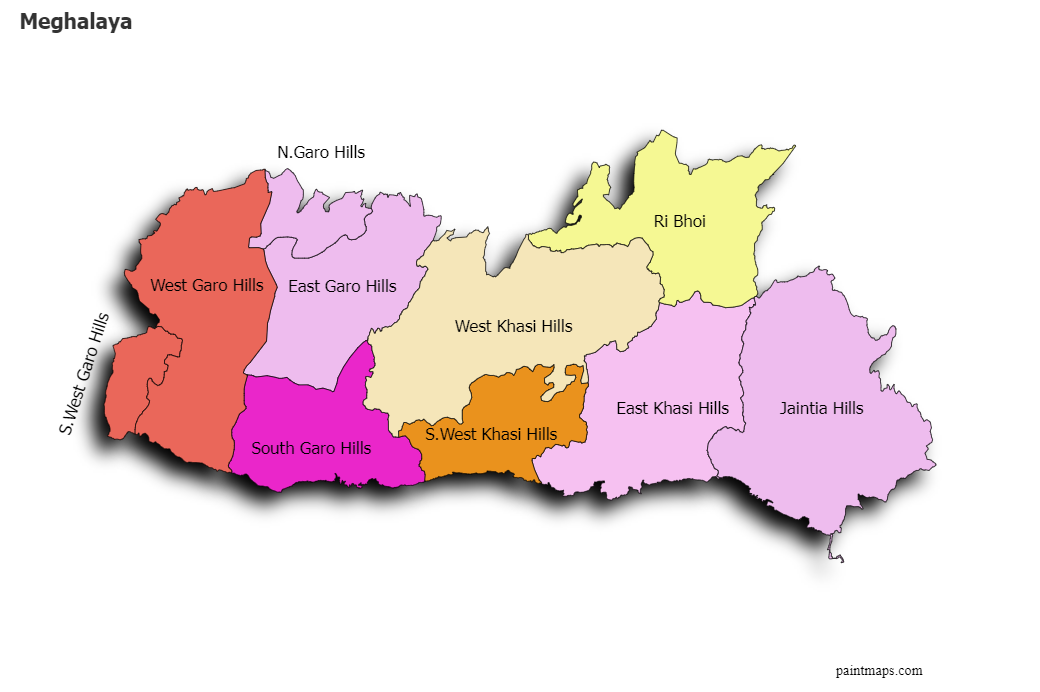 Meghalaya
N.Garo Hills
Ri Bhoi
West Garo Hills
East Garo Hills
West Khasi Hills
S.West Garo Hills
East Khasi Hills
Jaintia Hills
S.West Khasi Hills
South Garo Hills
paintmaps.com